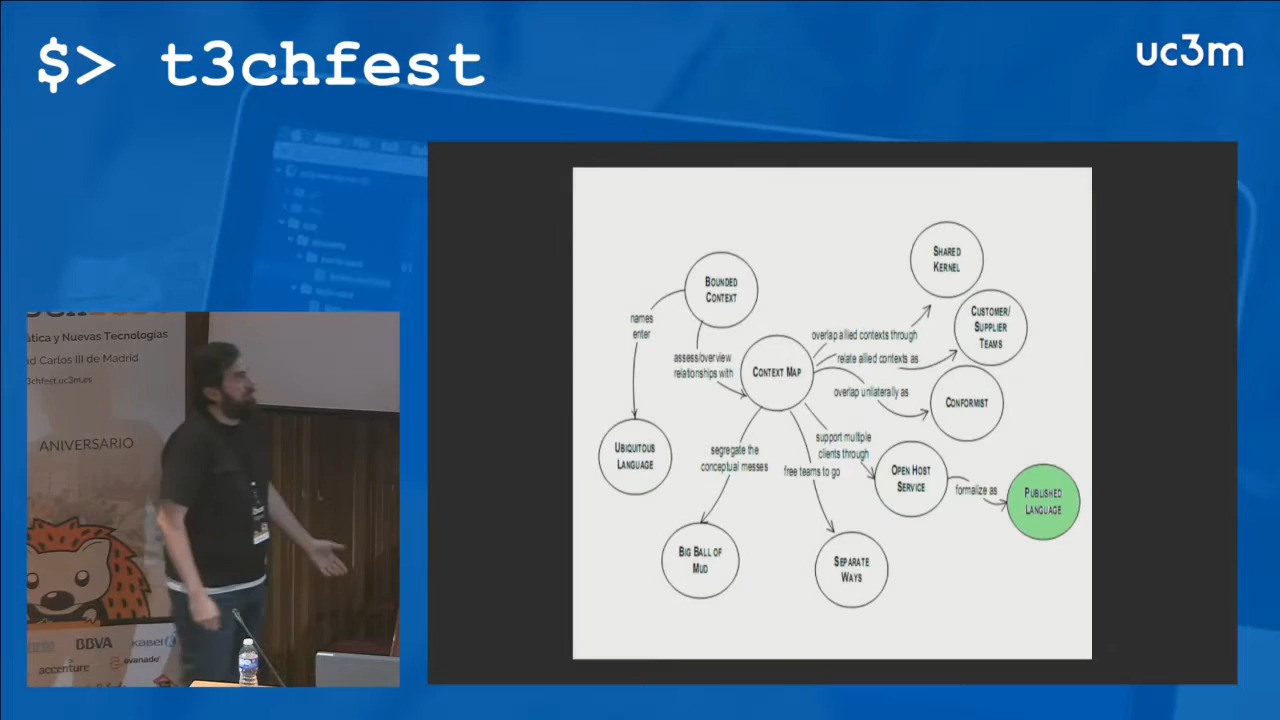 $> t3chfest
uc3m
SHARED
KERNEL
BOUNDED
CONTEXT
CUSTOMER/
SUPPLIER
TEAMS
names
enter
overlap allied contexts through
assess/overview
relationships with
relate allied contexts as
CONTEXT MAP
overlap unilaterally as
CONFORMIST
UBIQUITOUS
LANGUAGE
segregate the
conceptual messes
support multiple
clients through
free teams to go
OPEN HOST
SERVICE
formalize as
PUBLISHED
LANGUAGE
BIG BALL OF
MUD
SEPARATE
WAYS
ática y Nuevas Tecnologías
d Carlos III de Madrid
3chfest.uc3m.es
ANIVERSARIO
BBVA
KABEL
accenture
avanade